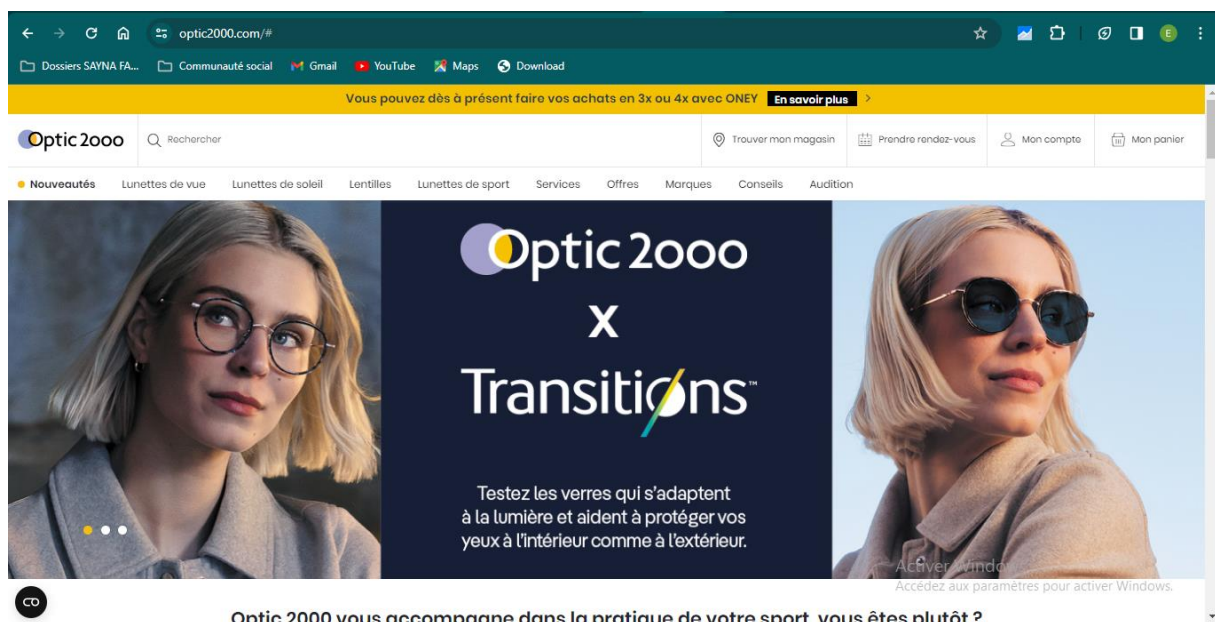 optic2000.com/#
E
Dossiers SAYNA FA... Communauté social Gmail YouTube Maps Download
Vous pouvez dès à présent faire vos achats en 3x ou 4x avec ONEY En savoir plus >
Optic 2000 Rechercher Trouver mon magasin Prendre rendez-vous Mon compte Mon panier
Nouveautés Lunettes de vue Lunettes de soleil Lentilles Lunettes de sport Services Offres Marques Conseils Audition
Optic 2000
x
Transitions™
Testez les verres qui s'adaptent
à la lumière et aident à protéger vos
yeux à l'intérieur comme à l'extérieur.
Activer Windows
Accédez aux paramètres pour activer Windows.
Optic 2000 vous accompagne dans la pratique de votre sport, vous êtes plutôt ?